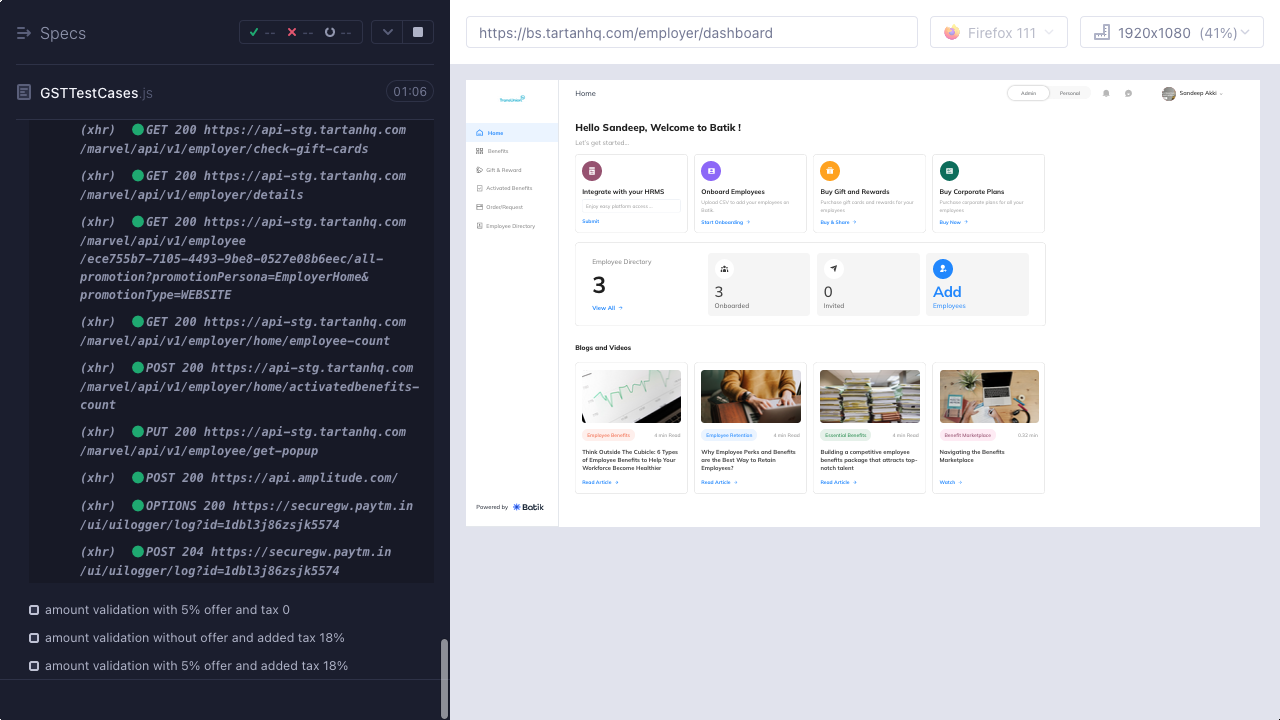 Specs
--
--
--
https://bs.tartanhq.com/employer/dashboard
Firefox 111
1920x1080 (41%)
GSTTestCases.js
01:06
(xhr) GET 200 https://api-stg.tartanhq.com
/marvel/api/v1/employer/check-permissions
(xhr) GET 200 https://api-stg.tartanhq.com
(xhr) GET 200 https://api-stg.tartanhq.com
/marvel/api/v1/employee
(xhr) GET 200 https://api-stg.tartanhq.com
/marvel/api/v1/employee
/ece755b7-7105-4493-9be8-0527e08b6eec/all-
promotion?promotionPersona=EmployerHome&
promotionType=WEBSITE
(xhr) GET 200 https://api-stg.tartanhq.com
/marvel/api/v1/employer/home/employee-count
(xhr) POST 200 https://api-stg.tartanhq.com
/marvel/api/v1/employer/home/activatedbenefits-
count
(xhr) GET 200 https://api-stg.tartanhq.com
(xhr) POST 200 https://api.amplitude.com/
(xhr) OPTIONS 200 https://securegw.paytm.in
/ui/uilogger/log?id=1dbl3j86zsjk5574
(xhr) POST 204 https://securegw.paytm.in
/ui/uilogger/log?id=1dbl3j86zsjk5574
amount validation with 5% offer and tax 0
amount validation without offer and added tax 18%
amount validation with 5% offer and added tax 18%
TransUnion
Home
Benefits
Gift & Reward
Activated Benefits
Order/Request
Employee Directory
Powered by Batik
Home
Admin
Personal
Sandeep Akki
Hello Sandeep, Welcome to Batik !
Let's get started...
Integrate with your HRMS
Enjoy easy platform access ...
Submit
Onboard Employees
Upload CSV to add your employees on
Batik
Start Onboarding →
Buy Gift and Rewards
Purchase gift cards and rewards for your
employees
Buy & Share →
Buy Corporate Plans
Purchase corporate plans for all your
employees
Buy Now →
Employee Directory
3
View All →
3
Onboarded
0
Invited
Add
Employees
Blogs and Videos
Employee Benefits
4 min Read
Think Outside The Cubicle: 6 Types
of Employee Benefits to Help Your
Workforce Become Healthier
Read Article →
Employee Retention
4 min Read
Why Employee Perks and Benefits
are the Best Way to Retain
Employees?
Read Article →
Essential Benefits
4 min Read
Building a competitive employee
benefits package that attracts top-
notch talent
Read Article →
Benefit Marketplace
0:32 min
Navigating the Benefits
Marketplace
Watch →